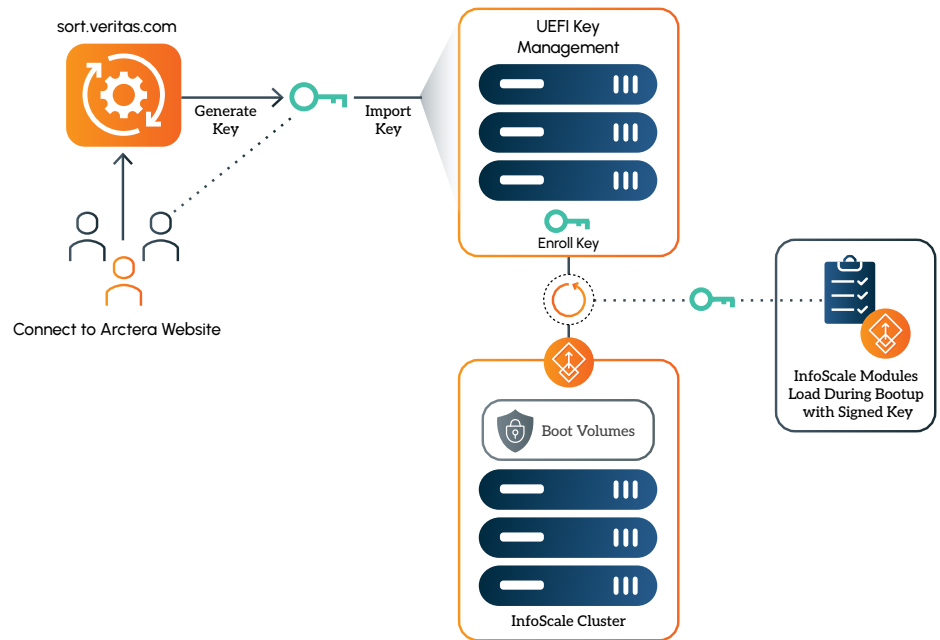 sort.veritas.com
Generate
Key
Import
Key
UEFI Key
Management
Enroll Key
Connect to Arctera Website
InfoScale Modules
Load During Bootup
with Signed Key
Boot Volumes
InfoScale Cluster